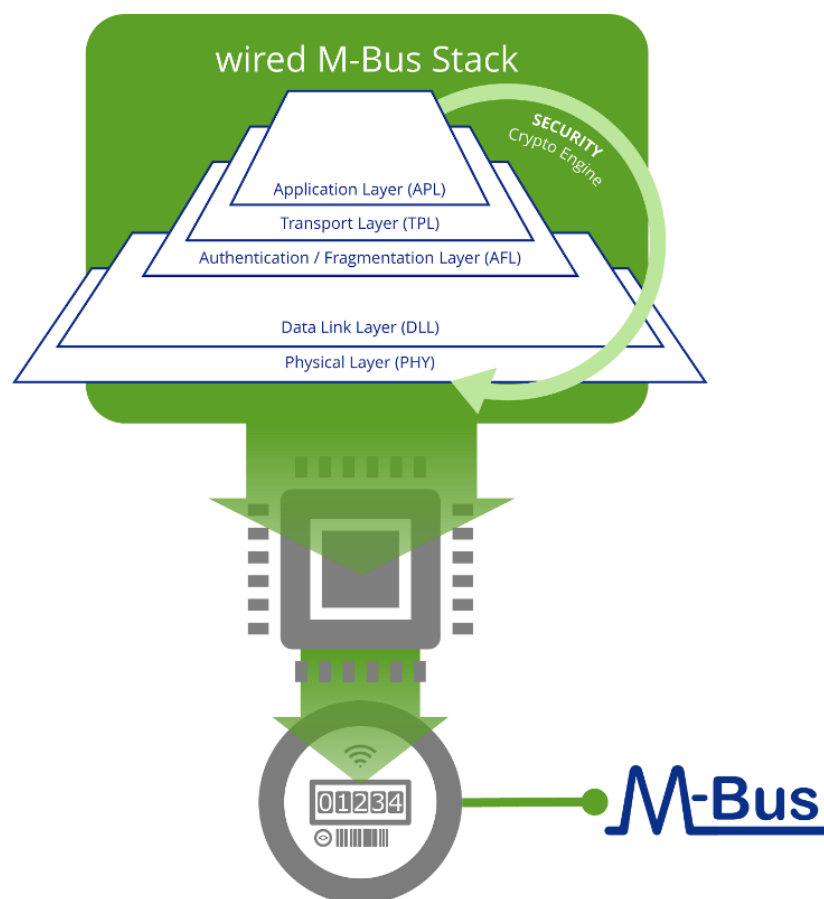 wired M-Bus Stack
SECURITY
Crypto Engine
Application Layer (APL)
Transport Layer (TPL)
Authentication / Fragmentation Layer (AFL)
Data Link Layer (DLL)
Physical Layer (PHY)
01234
M-Bus